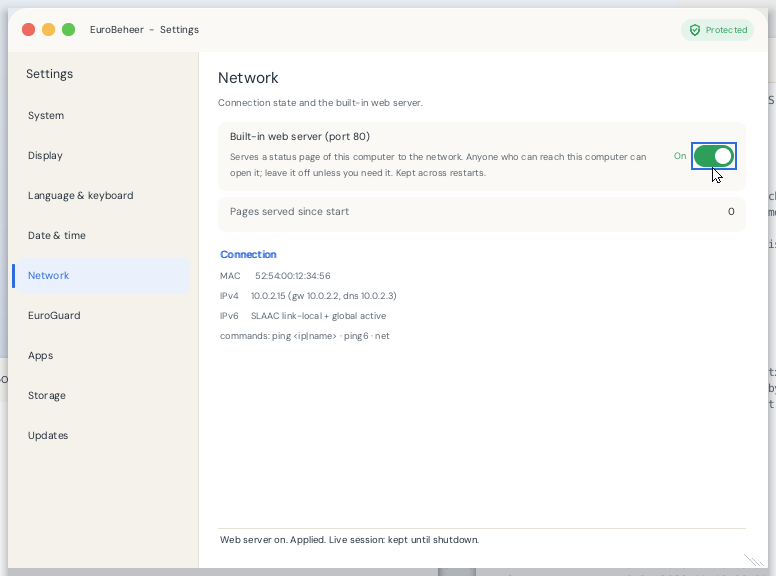 EuroBeheer - Settings
Protected
Settings
System
Display
Language & keyboard
Date & time
Network
EuroGuard
Apps
Storage
Updates
Network
Connection state and the built-in web server.
Built-in web server (port 80)
Serves a status page of this computer to the network. Anyone who can reach this computer can
open it; leave it off unless you need it. Kept across restarts.
On
Pages served since start
0
Connection
MAC 52:54:00:12:34:56
IPv4 10.0.2.15 (gw 10.0.2.2, dns 10.0.2.3)
IPv6 SLAAC link-local + global active
commands: ping <ip|name> · ping6 · net
Web server on. Applied. Live session: kept until shutdown.